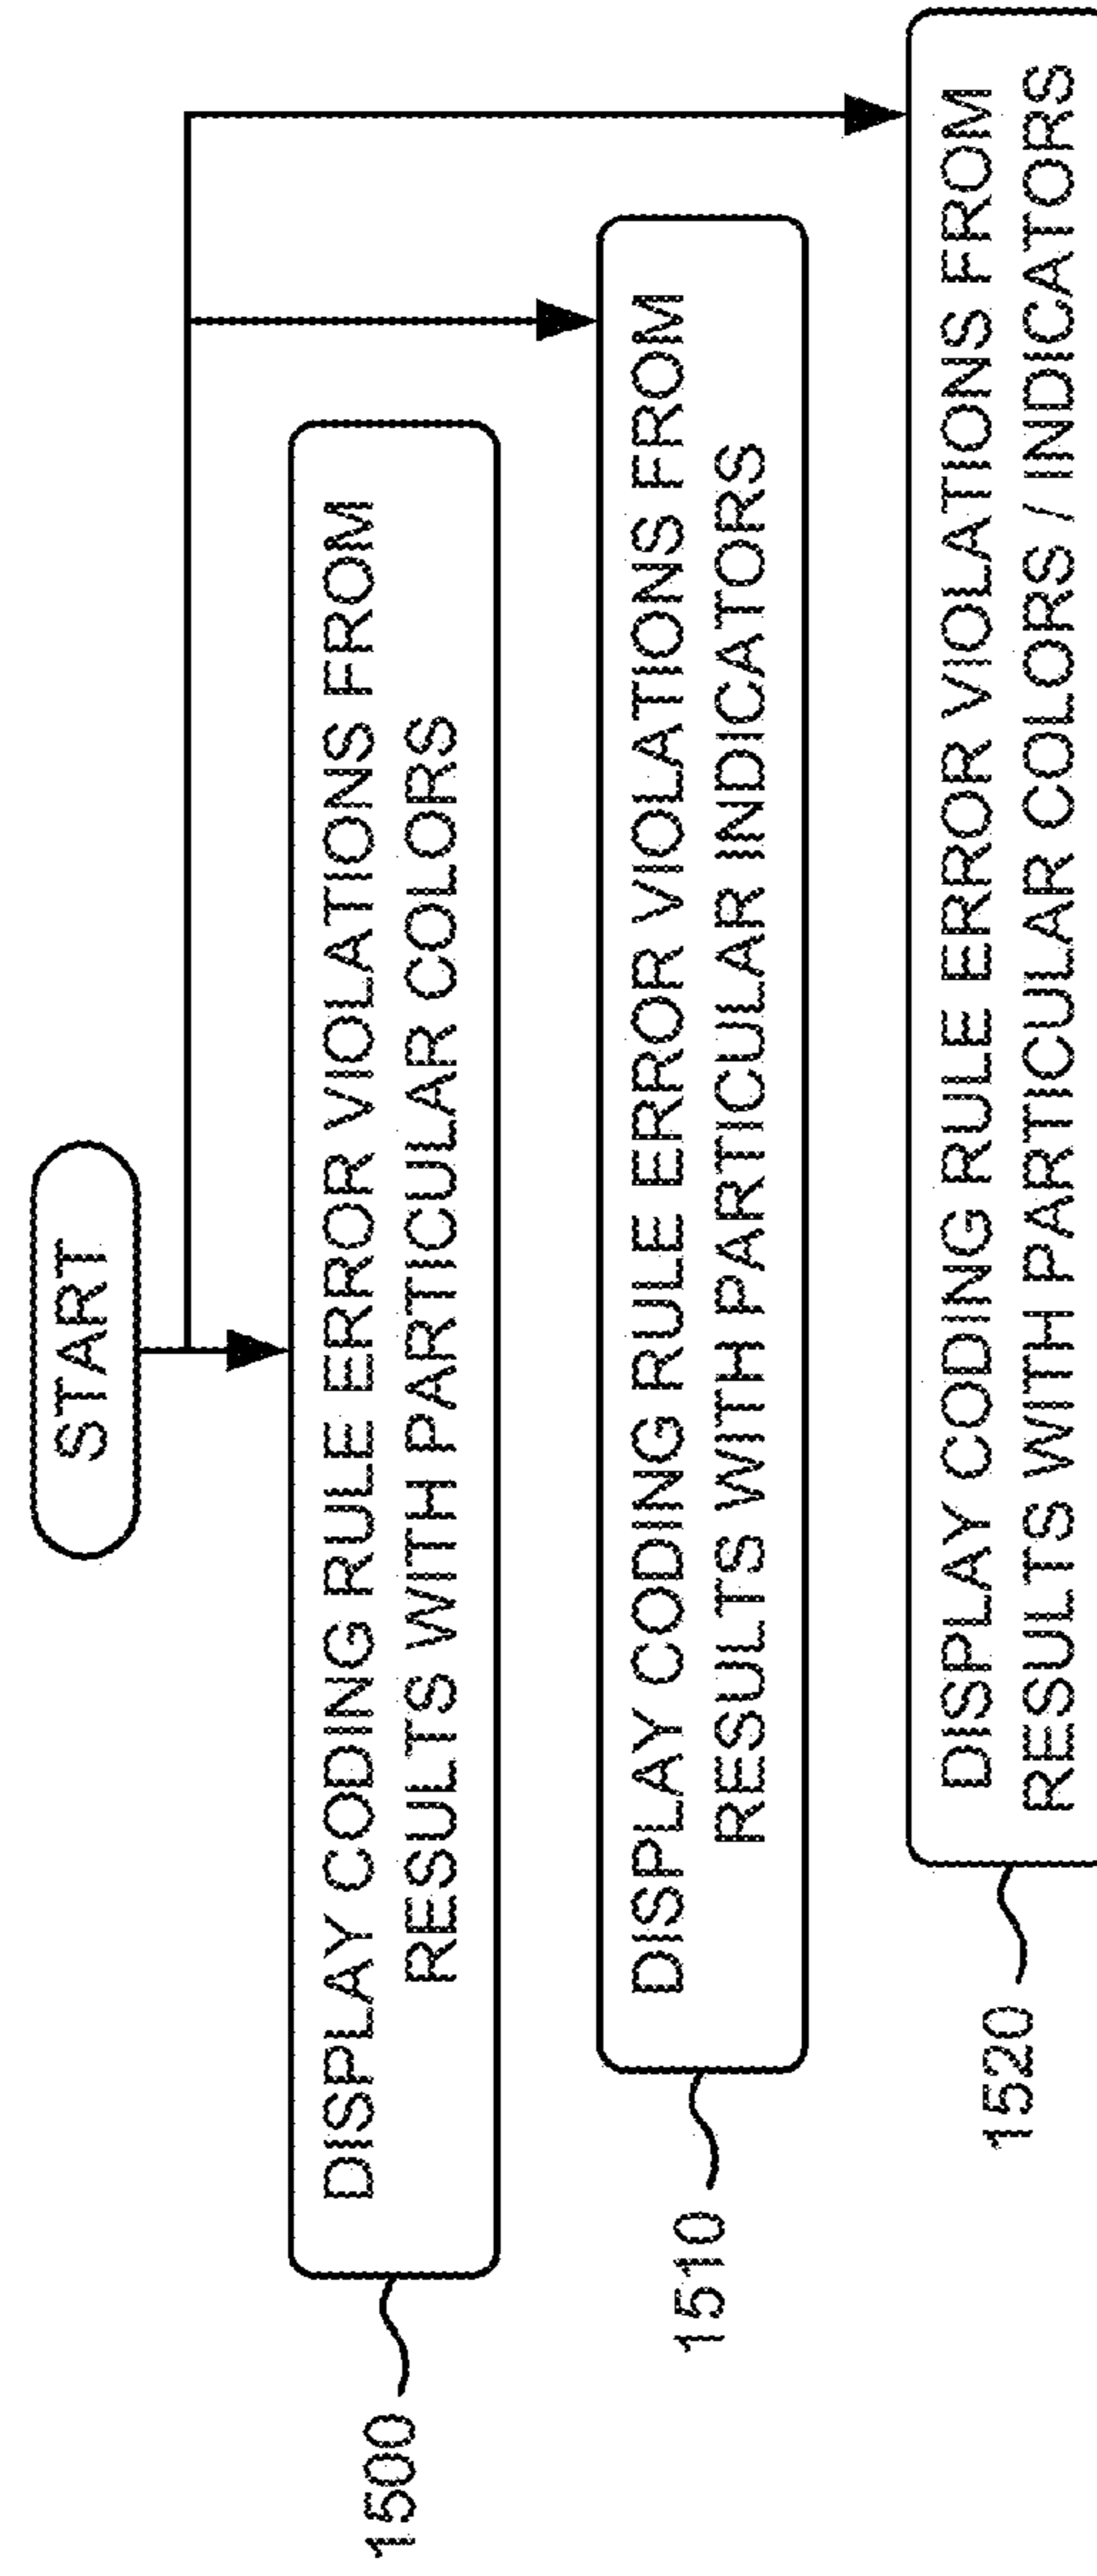 START
DISPLAY CODING RULE ERROR VIOLATIONS FROM
RESULTS WITH PARTICULAR COLORS
1500
DISPLAY CODING RULE ERROR VIOLATIONS FROM
RESULTS WITH PARTICULAR INDICATORS
1510
DISPLAY CODING RULE ERROR VIOLATIONS FROM
RESULTS WITH PARTICULAR COLORS / INDICATORS
1520